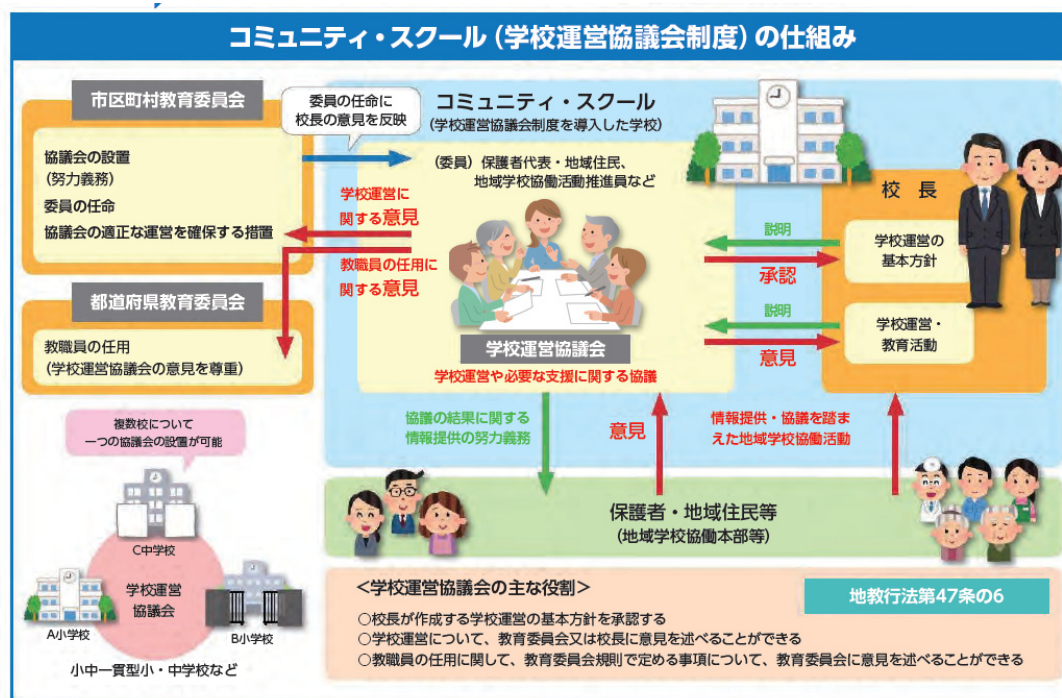 コミュニティ・スクール（学校運営協議会制度）の仕組み
市区町村教育委員会
協議会の設置
(努力義務)
委員の任命
協議会の適正な運営を確保する措置
委員の任命に
校長の意見を反映
コミュニティ・スクール
(学校運営協議会制度を導入した学校)
(委員) 保護者代表・地域住民、
地域学校協働活動推進員など
学校運営に
関する意見
教職員の任用に
関する意見
都道府県教育委員会
教職員の任用
(学校運営協議会の意見を尊重)
学校運営協議会
学校運営や必要な支援に関する協議
校　長
説明
承認
学校運営の
基本方針
説明
意見
学校運営・
教育活動
協議の結果に関する
情報提供の努力義務
意見
情報提供・協議を踏ま
えた地域学校協働活動
保護者・地域住民等
(地域学校協働本部等)
複数校について
一つの協議会の設置が可能
C中学校
学校運営
協議会
A小学校
B小学校
小中一貫型小・中学校など
＜学校運営協議会の主な役割＞
地教行法第47条の6
○校長が作成する学校運営の基本方針を承認する
○学校運営について、教育委員会又は校長に意見を述べることができる
○教職員の任用に関して、教育委員会規則で定める事項について、教育委員会に意見を述べることができる